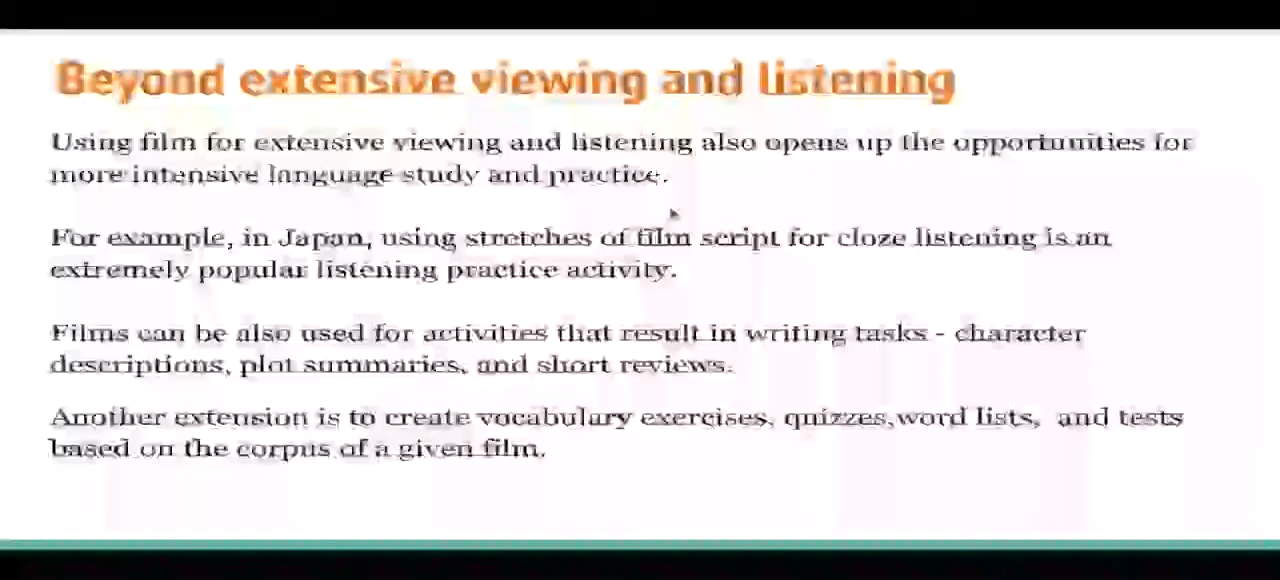 Beyond extensive viewing and listening
Using film for extensive viewing and listening also opens up the opportunities for
more intensive language study and practice.
For example, in Japan, using stretches of film script for cloze listening is an
extremely popular listening practice activity.
Films can be also used for activities that result in writing tasks - character
descriptions, plot summaries, and short reviews.
Another extension is to create vocabulary exercises, quizzes,word lists, and tests
based on the corpus of a given film.